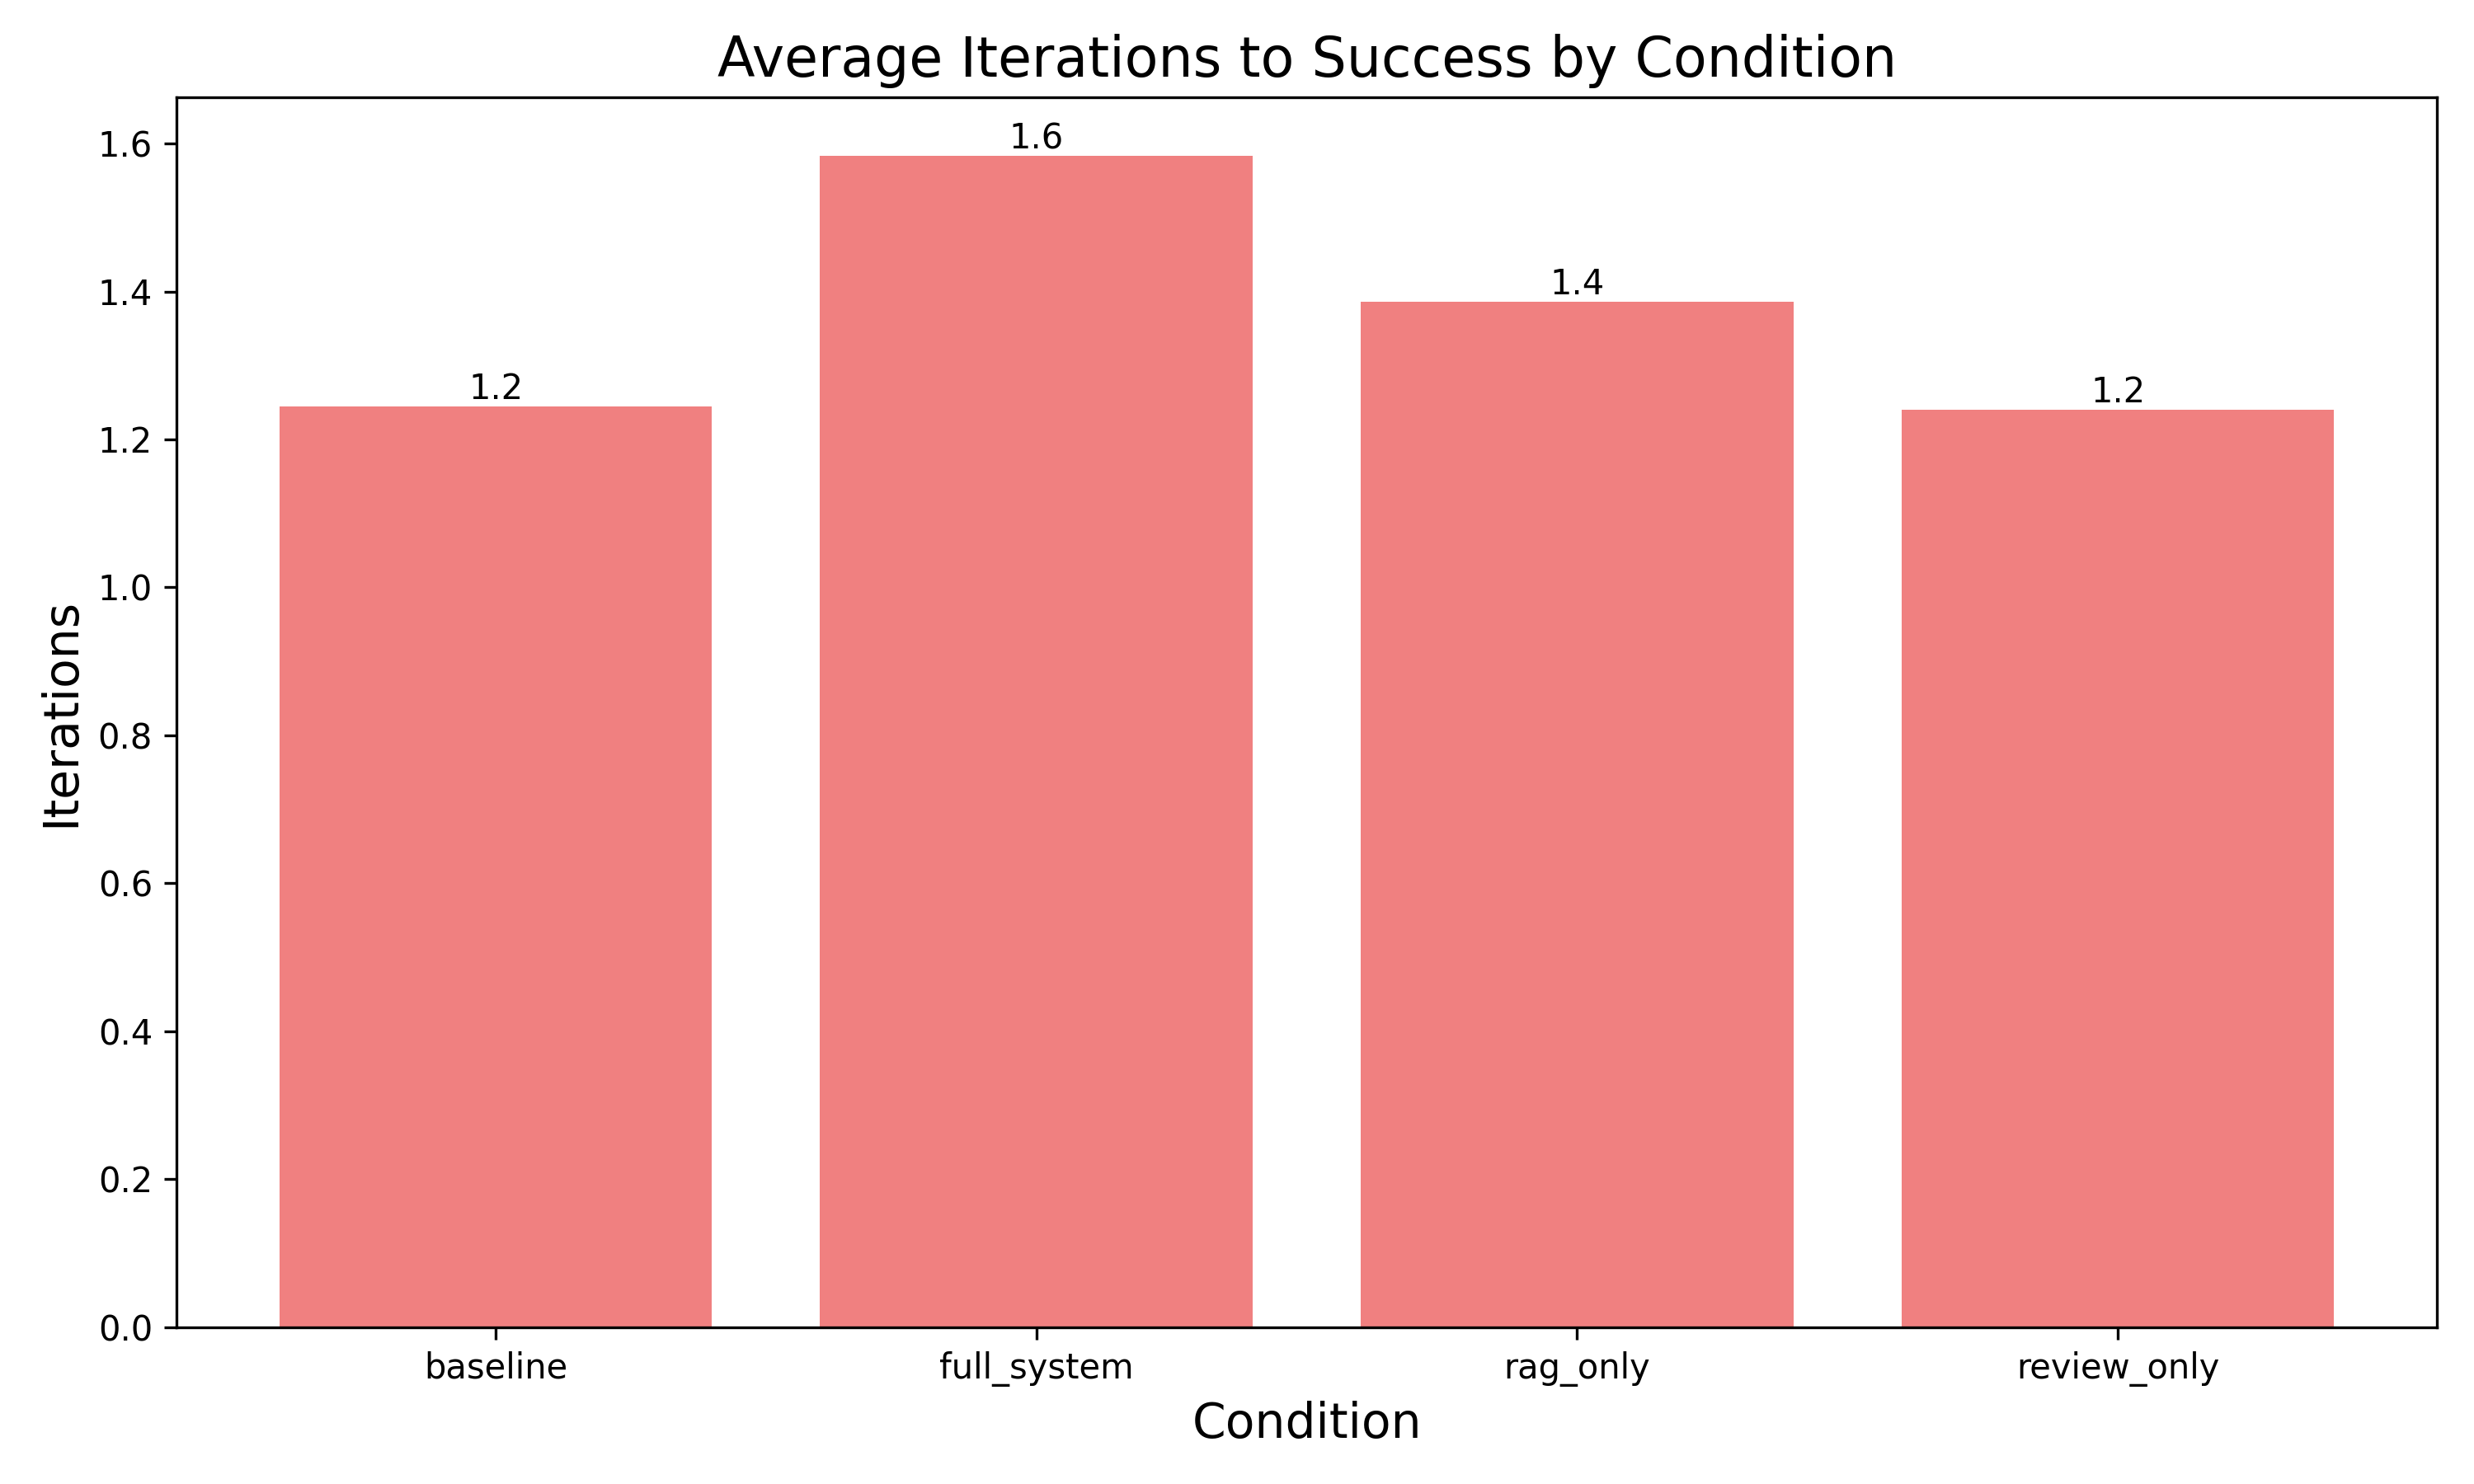 Average Iterations to Success by Condition
1.6
1.4
1.2
1.0
0.8
0.6
0.4
0.2
0.0
Iterations
1.2
1.6
1.4
1.2
baseline
full_system
rag_only
review_only
Condition